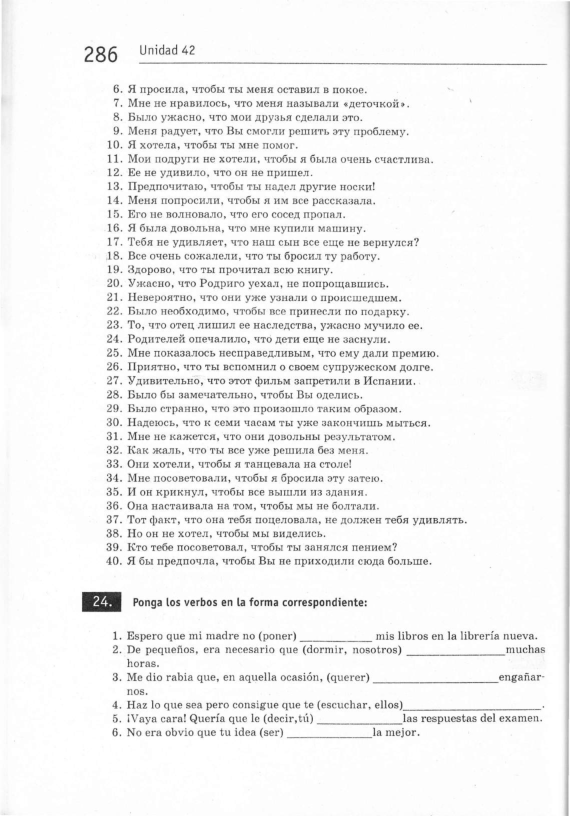 286 Unidad 42
6. Я просила, чтобы ты меня оставил в покое.
7. Мне не нравилось, что меня называли «деточкой».
8. Было ужасно, что мои друзья сделали это.
9. Меня радует, что Вы смогли решить эту проблему.
10. Я хотела, чтобы ты мне помог.
11. Мои подруги не хотели, чтобы я была очень счастлива.
12. Ее не удивило, что он не пришел.
13. Предпочитаю, чтобы ты надел другие носки!
14. Меня попросили, чтобы я им все рассказала.
15. Его не волновало, что его сосед пропал.
16. Я была довольна, что мне купили машину.
17. Тебя не удивляет, что наш сын все еще не вернулся?
18. Все очень сожалели, что ты бросил ту работу.
19. Здорово, что ты прочитал всю книгу.
20. Ужасно, что Родриго уехал, не попрощавшись.
21. Невероятно, что они уже узнали о происшедшем.
22. Было необходимо, чтобы все принесли по подарку.
23. То, что отец лишил ее наследства, ужасно мучило ее.
24. Родителей опечалило, что дети еще не заснули.
25. Мне показалось несправедливым, что ему дали премию.
26. Приятно, что ты вспомнил о своем супружеском долге.
27. Удивительно, что этот фильм запретили в Испании.
28. Было бы замечательно, чтобы Вы оделись.
29. Было странно, что это произошло таким образом.
30. Надеюсь, что к семи часам ты уже закончишь мыться.
31. Мне не кажется, что они довольны результатом.
32. Как жаль, что ты все уже решила без меня.
33. Они хотели, чтобы я танцевала на столе!
34. Мне посоветовали, чтобы я бросила эту затею.
35. И он крикнул, чтобы все вышли из здания.
36. Она настаивала на том, чтобы мы не болтали.
37. Тот факт, что она тебя поцеловала, не должен тебя удивлять.
38. Но он не хотел, чтобы мы виделись.
39. Кто тебе посоветовал, чтобы ты занялся пением?
40. Я бы предпочла, чтобы Вы не приходили сюда больше.
24. Ponga los verbos en la forma correspondiente:
1. Espero que mi madre no (poner) ____________ mis libros en la librería nueva.
2. De pequeños, era necesario que (dormir, nosotros) ________________muchas
horas.
3. Me dio rabia que, en aquella ocasión, (querer) _____________________engañar-
nos.
4. Haz lo que sea pero consigue que te (escuchar, ellos)_______________________.
5. ¡Vaya cara! Quería que le (decir,tú) ______________las respuestas del examen.
6. No era obvio que tu idea (ser) ______________la mejor.